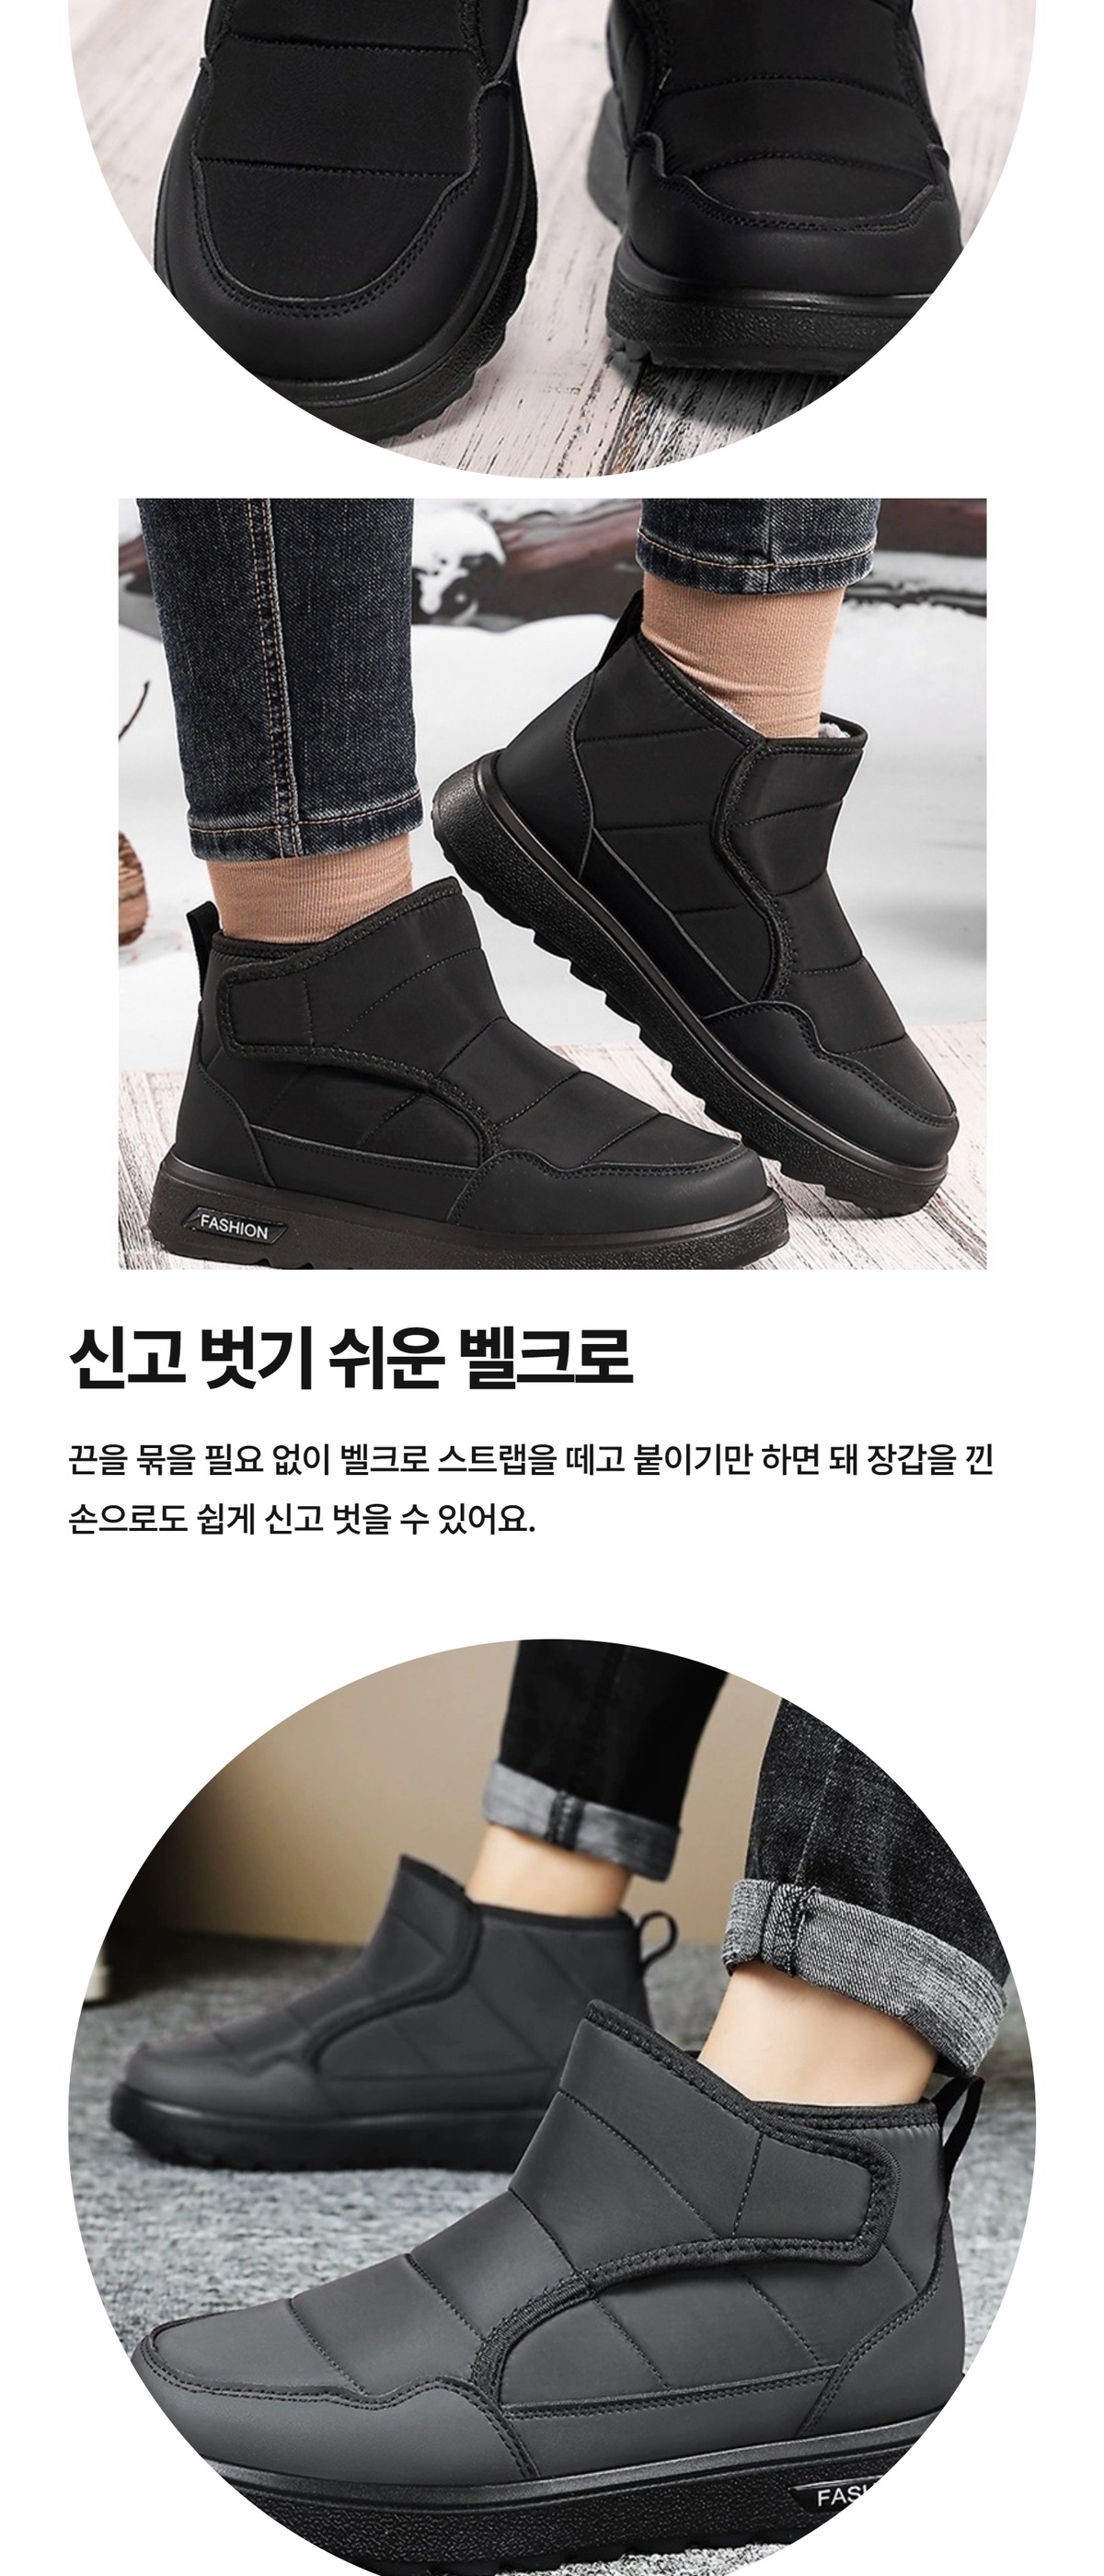 FASHION
신고 벗기 쉬운 벨크로
끈을 묶을 필요 없이 벨크로 스트랩을 떼고 붙이기만 하면 돼 장갑을 낀
손으로도 쉽게 신고 벗을 수 있어요.
FASH